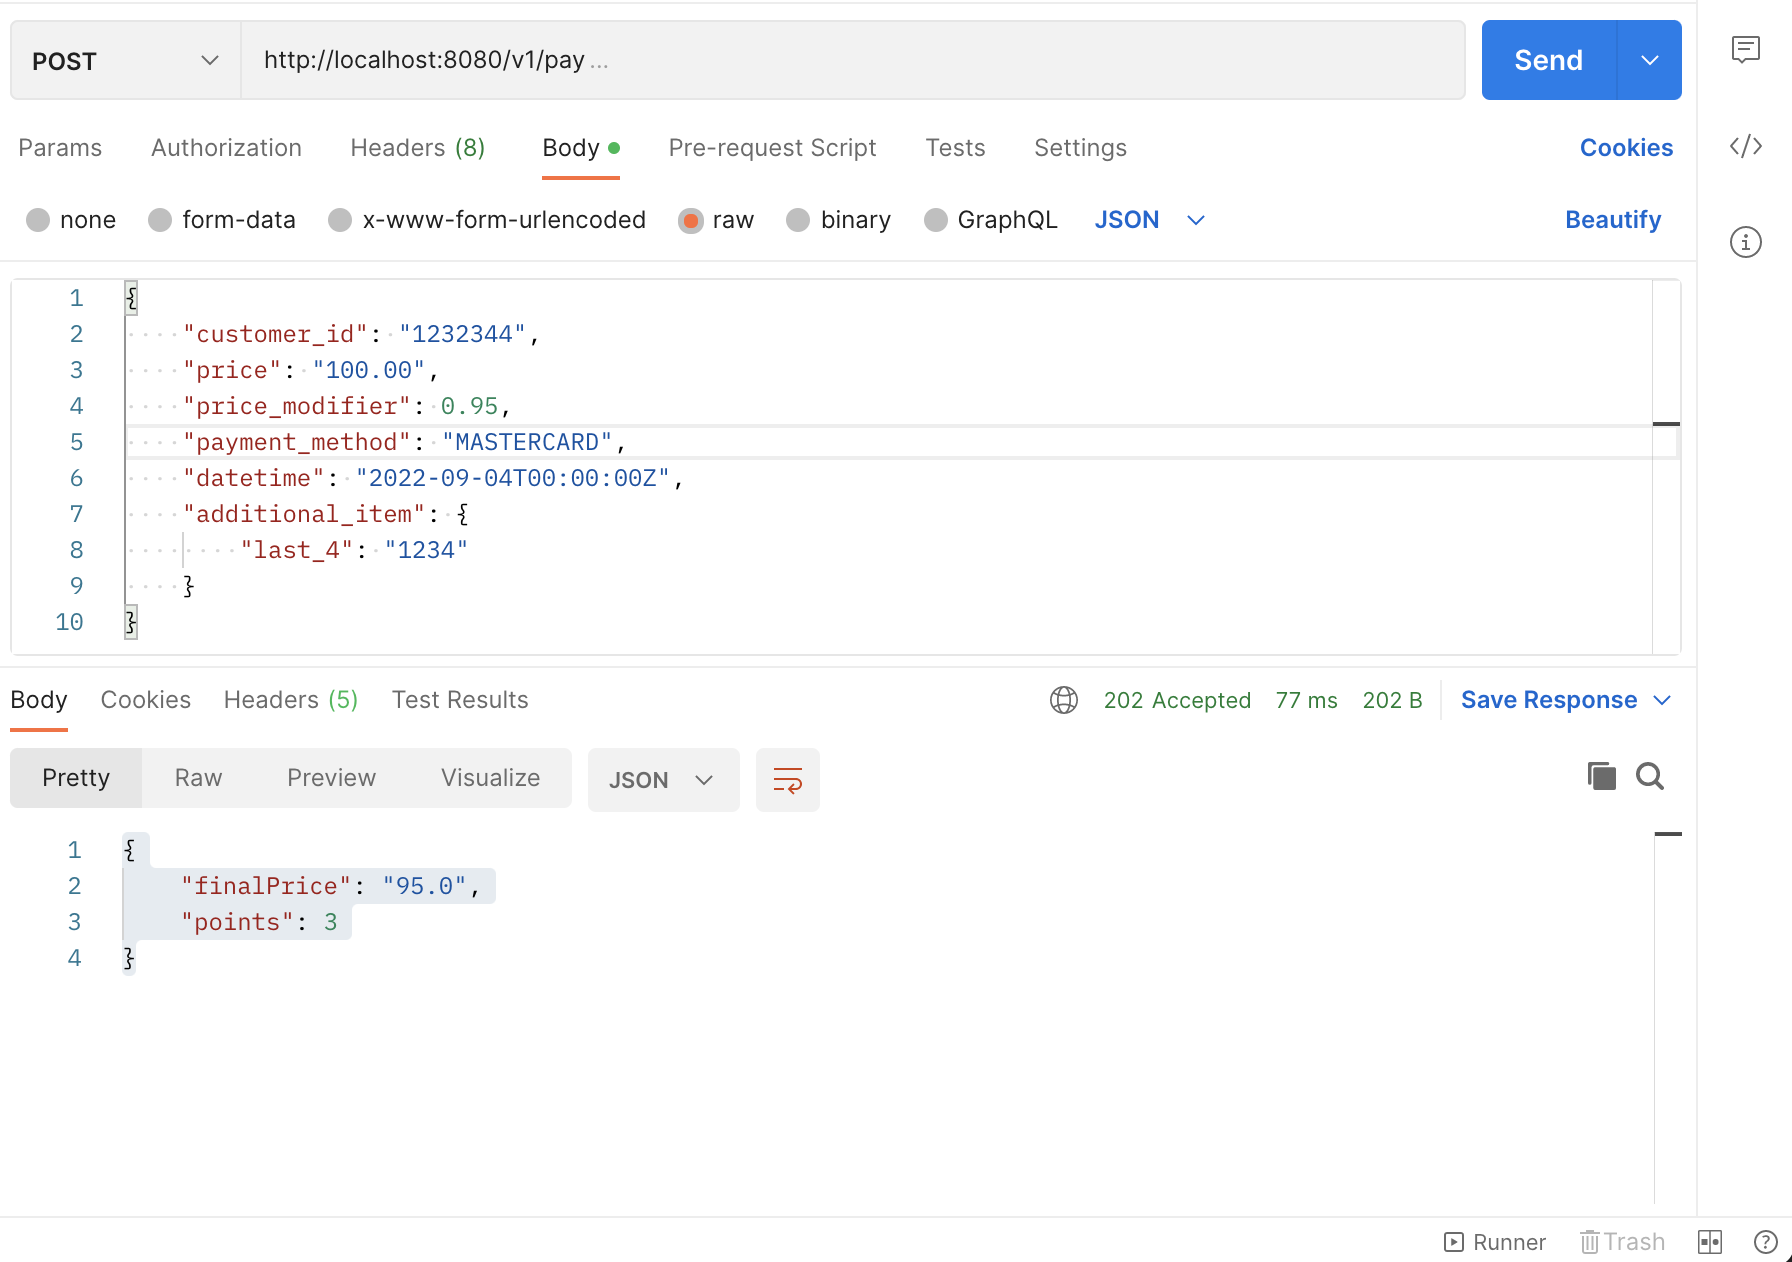 POST http://localhost:8080/v1/pay ... Send
Params Authorization Headers (8) Body Pre-request Script Tests Settings Cookies
none form-data x-www-form-urlencoded raw binary GraphQL JSON Beautify
1 {
2 "customer_id": "1232344",
3 "price": "100.00",
4 "price_modifier": 0.95,
5 "payment_method": "MASTERCARD",
6 "datetime": "2022-09-04T00:00:00Z",
7 "additional_item": {
8 "last_4": "1234"
9 }
10 }
Body Cookies Headers (5) Test Results 202 Accepted 77 ms 202 B Save Response
Pretty Raw Preview Visualize JSON
1 {
2 "finalPrice": "95.0",
3 "points": 3
4 }
Runner Trash